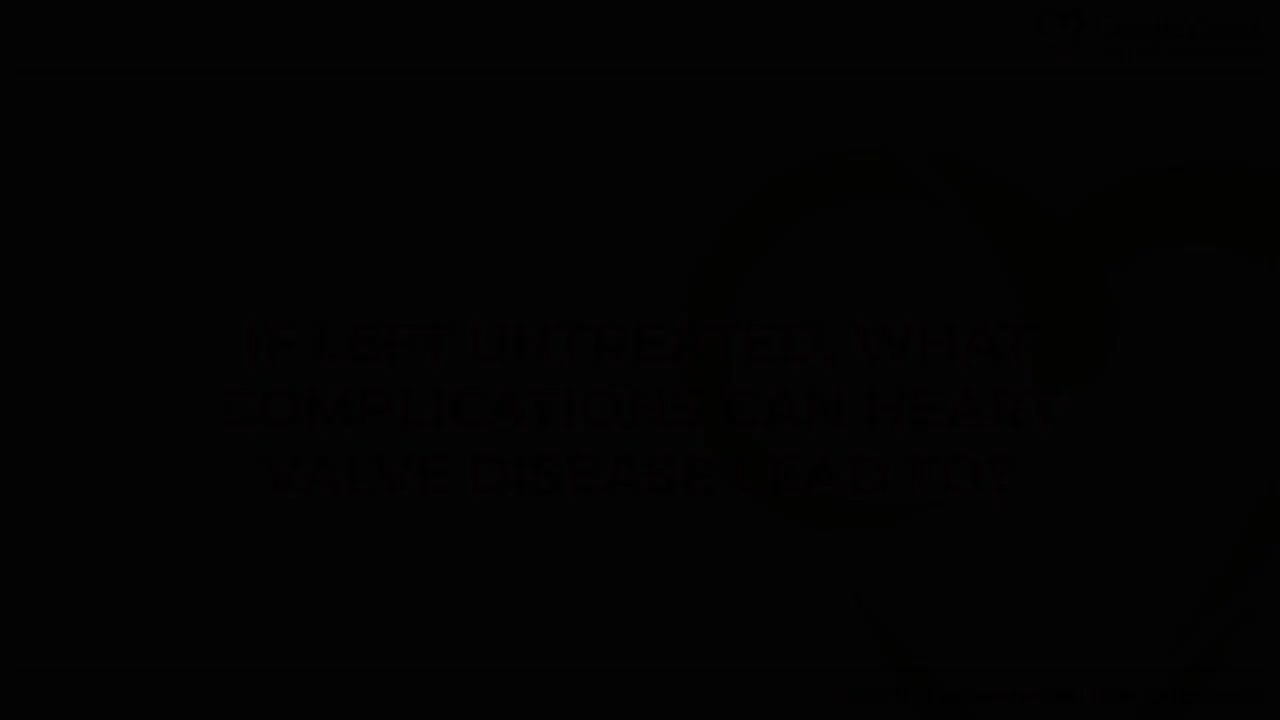 IF LEFT UNTREATED, WHAT
COMPLICATIONS CAN HEART
VALVE DISEASE LEAD TO?